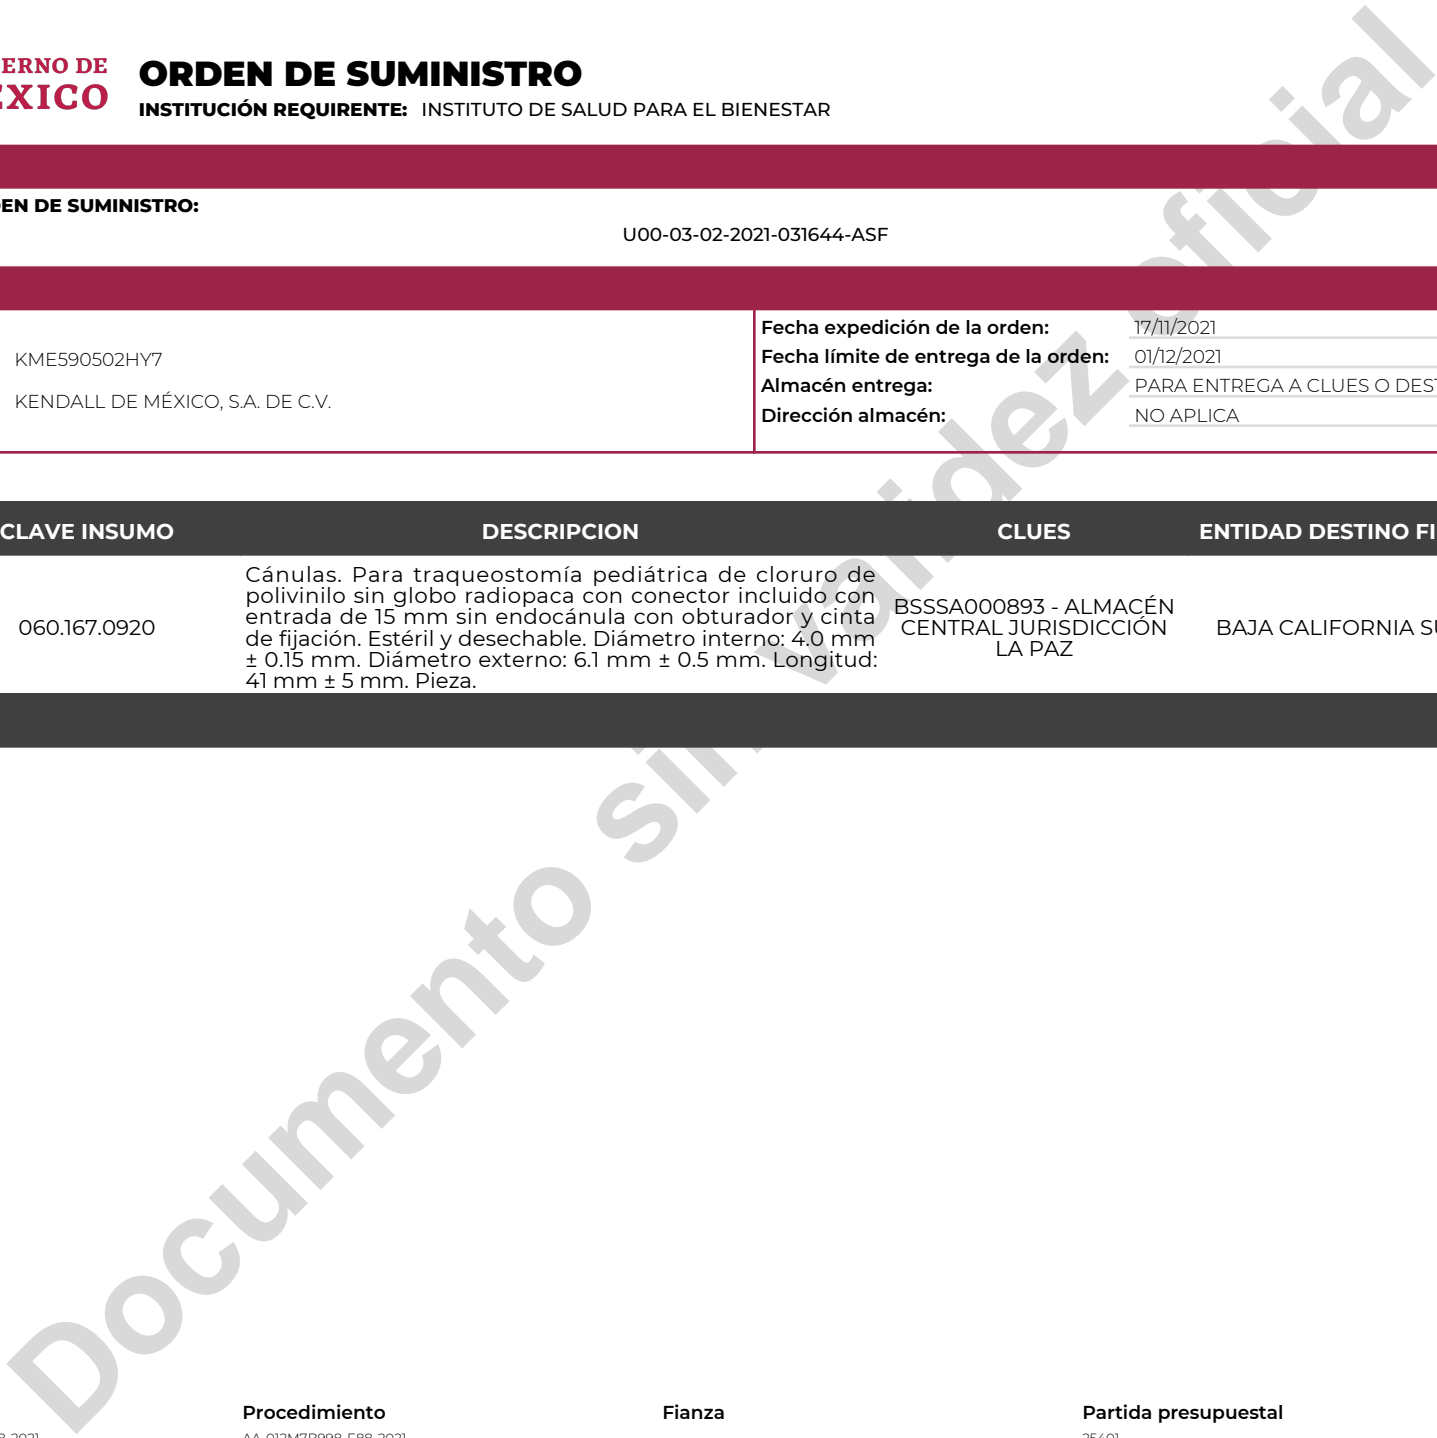 ERNO DE
ORDEN DE SUMINISTRO
INSTITUCIÓN REQUIRENTE: INSTITUTO DE SALUD PARA EL BIENESTAR
EN DE SUMINISTRO:
U00-03-02-2021-031644-ASF
KME590502HY7
KENDALL DE MÉXICO, S.A. DE C.V.
Fecha expedición de la orden: 17/11/2021
Fecha límite de entrega de la orden: 01/12/2021
Almacén entrega: PARA ENTREGA A CLUES O DEST
Dirección almacén: NO APLICA
CLAVE INSUMO DESCRIPCION CLUES ENTIDAD DESTINO FI
060.167.0920
Cánulas. Para traqueostomía pediátrica de cloruro de
polivinilo sin globo radiopaca con conector incluido con
entrada de 15 mm sin endocánula con obturador y cinta
de fijación. Estéril y desechable. Diámetro interno: 4.0 mm
± 0.15 mm. Diámetro externo: 6.1 mm ± 0.5 mm. Longitud:
41 mm ± 5 mm. Pieza.
BSSSA000893 - ALMACÉN
CENTRAL JURISDICCIÓN
LA PAZ
BAJA CALIFORNIA SU
Documento sin validez oficial
Procedimiento Fianza Partida presupuestal